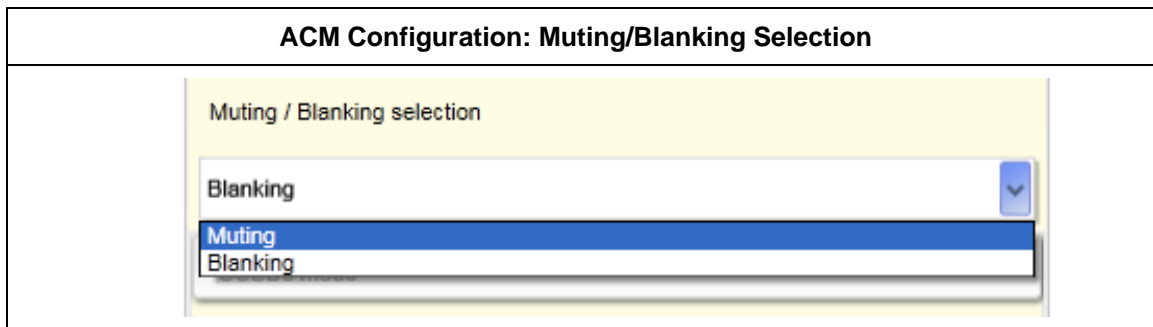 ACM Configuration: Muting/Blanking Selection
Muting / Blanking selection
Blanking
Muting
Blanking